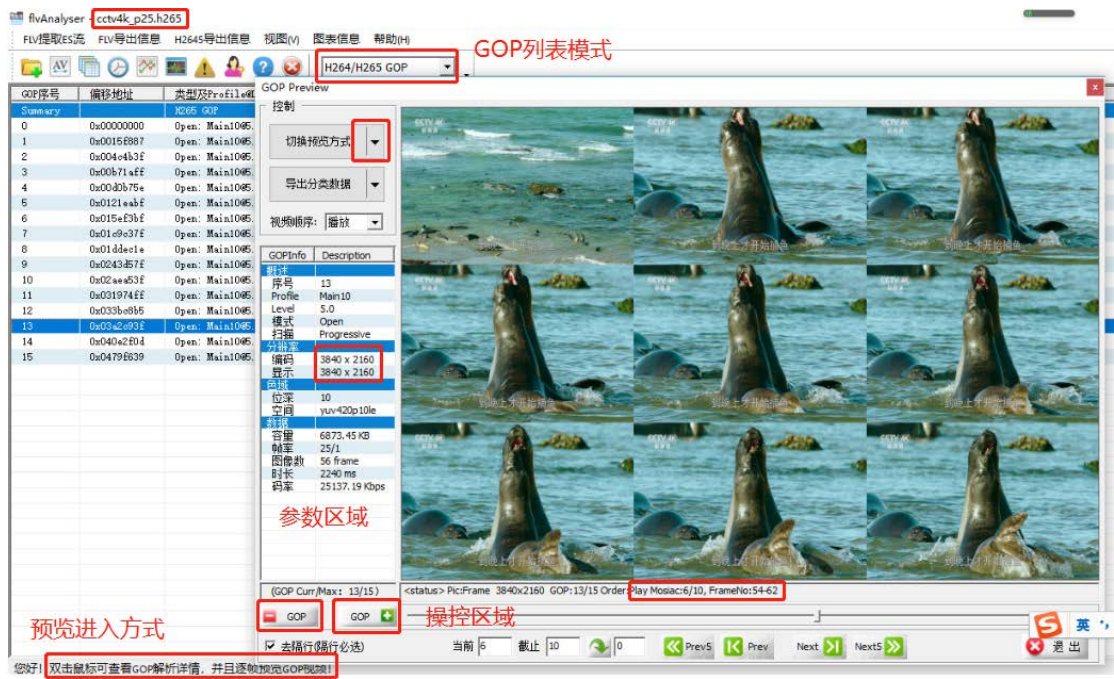 flvAnalyser - cctv4k_p25.h265
FLV提取ES流 FLV导出信息 H2645导出信息 视图(V) 图表信息 帮助(H)
GOP列表模式
H264/H265 GOP
GOP序号 偏移地址 类型及Profile@L
Summary H265 GOP
0 0x00000000 Open: Main10@5.
1 0x0015f887 Open: Main10@5.
2 0x004c4b3f Open: Main10@5.
3 0x00b71aff Open: Main10@5.
4 0x00d0b75e Open: Main10@5.
5 0x0121eabf Open: Main10@5.
6 0x015ef3bf Open: Main10@5.
7 0x01c9c37f Open: Main10@5.
8 0x01ddec1e Open: Main10@5.
9 0x0243d57f Open: Main10@5.
10 0x02aea53f Open: Main10@5.
11 0x031974ff Open: Main10@5.
12 0x033bc8b5 Open: Main10@5.
13 0x03a2c93f Open: Main10@5.
14 0x040e2f0d Open: Main10@5.
15 0x0479f639 Open: Main10@5.
GOP Preview
控制
切换预览方式
导出分类数据
视频顺序: 播放
GOPInfo Description
概述
序号 13
Profile Main10
Level 5.0
模式 Open
扫描 Progressive
分辨率
编码 3840 x 2160
显示 3840 x 2160
色域
位深 10
空间 yuv420p10le
数据
容量 6873.45 KB
帧率 25/1
图像数 56 frame
时长 2240 ms
码率 25137.19 Kbps
参数区域
CCTV 4K
到晚上才开始捕鱼
(GOP Curr/Max: 13/15)
<status> Pic:Frame 3840x2160 GOP:13/15 Order:Play Mosiac:6/10, FrameNo:54-62
GOP GOP 操控区域
去隔行(隔行必选) 当前 6 截止 10 0 Prev5 Prev Next Next5 退出
英
预览进入方式
您好! 双击鼠标可查看GOP解析详情，并且逐帧预览GOP视频!